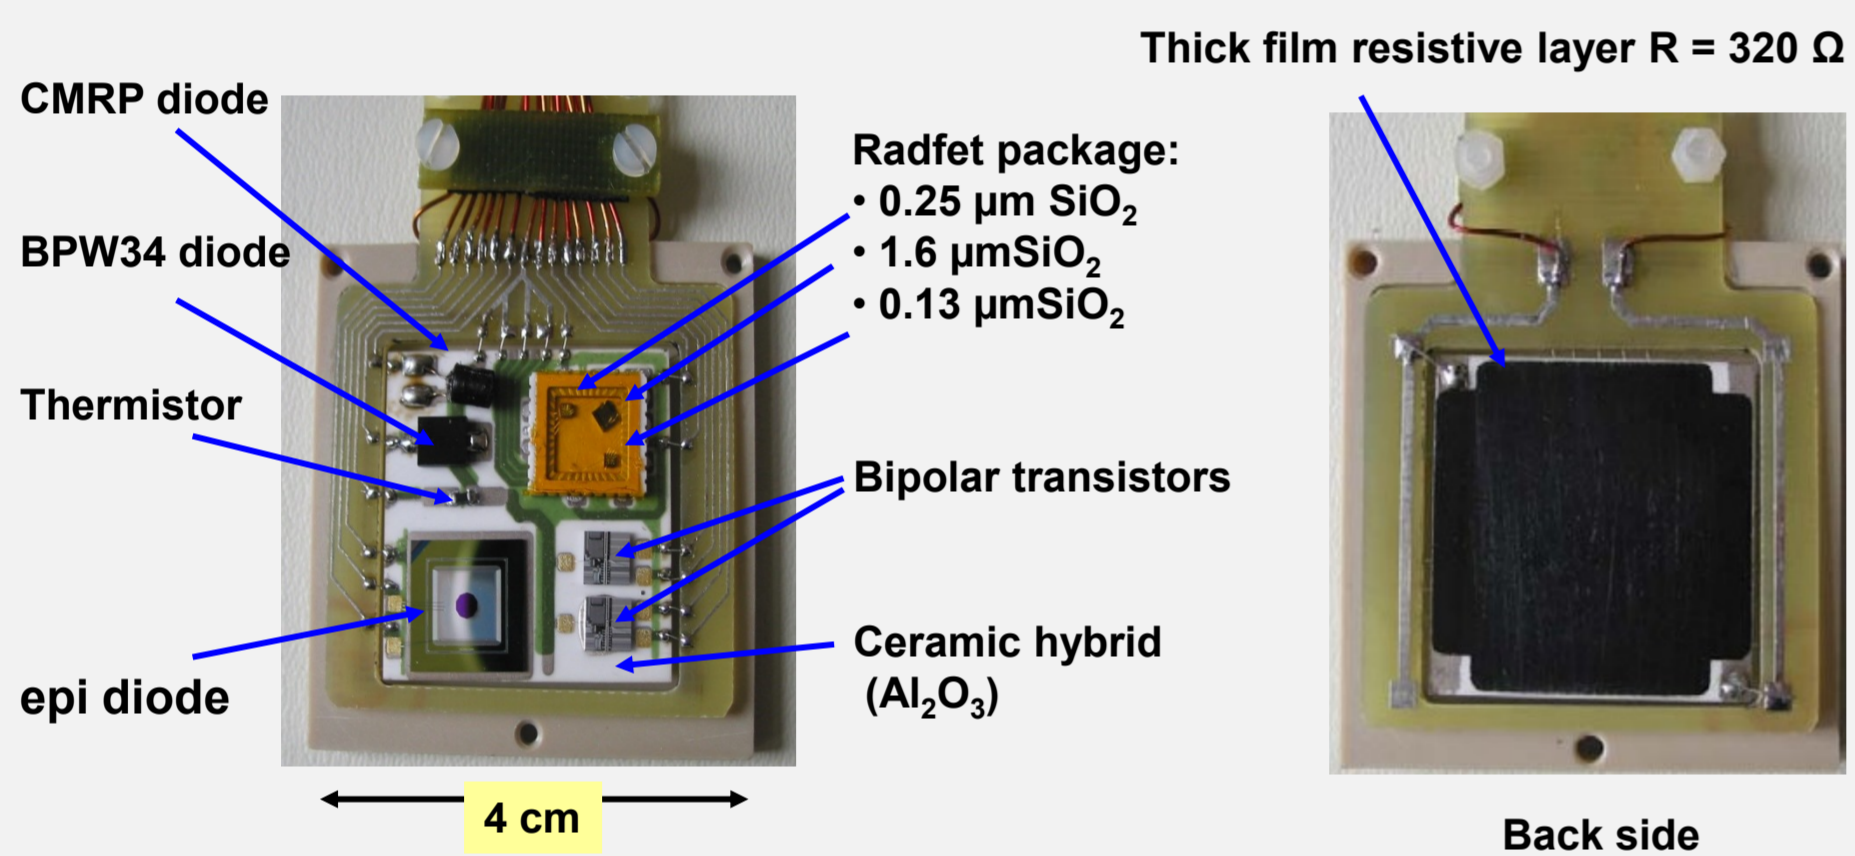 Thick film resistive layer R = 320 Ω
CMRP diode
BPW34 diode
Thermistor
epi diode
Radfet package:
• 0.25 µm SiO₂
• 1.6 µmSiO₂
• 0.13 µmSiO₂
Bipolar transistors
Ceramic hybrid
(Al₂O₃)
4 cm
Back side